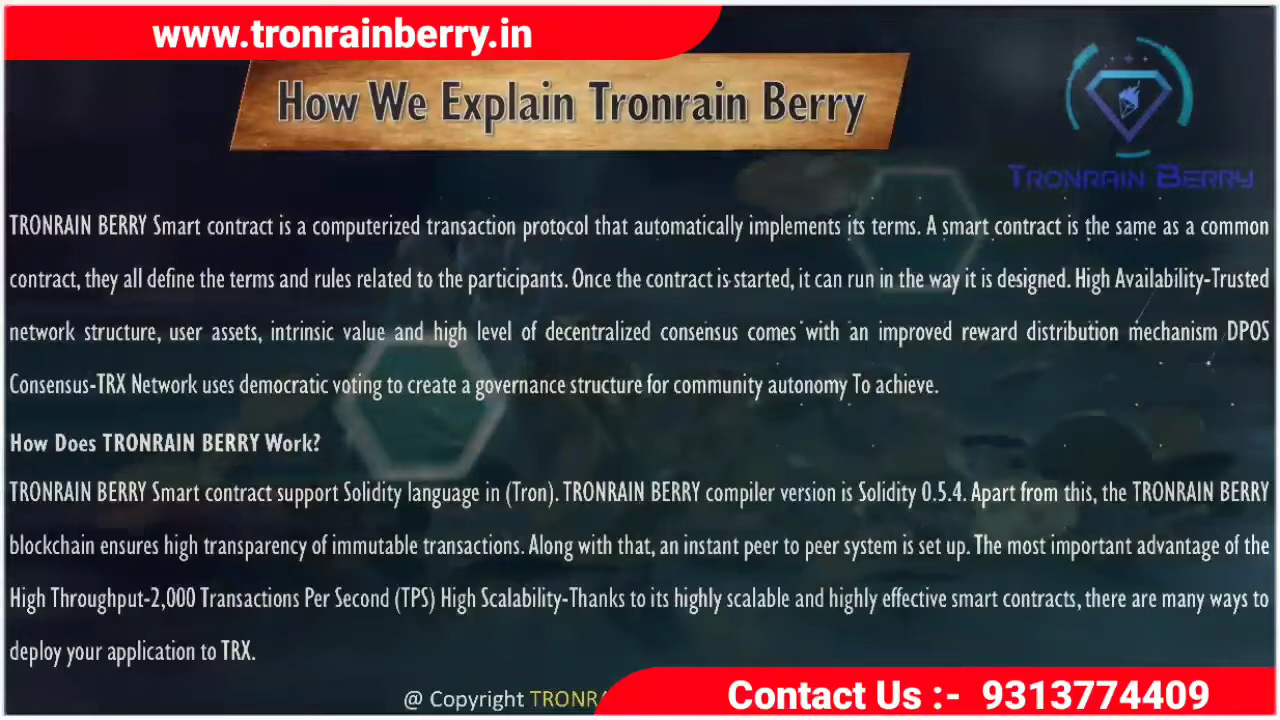 www.tronrainberry.in
How We Explain Tronrain Berry
TRONRAIN BERRY
TRONRAIN BERRY Smart contract is a computerized transaction protocol that automatically implements its terms. A smart contract is the same as a common
contract, they all define the terms and rules related to the participants. Once the contract is started, it can run in the way it is designed. High Availability-Trusted
network structure, user assets, intrinsic value and high level of decentralized consensus comes with an improved reward distribution mechanism DPOS
Consensus-TRX Network uses democratic voting to create a governance structure for community autonomy To achieve.
How Does TRONRAIN BERRY Work?
TRONRAIN BERRY Smart contract support Solidity language in (Tron). TRONRAIN BERRY compiler version is Solidity 0.5.4. Apart from this, the TRONRAIN BERRY
blockchain ensures high transparency of immutable transactions. Along with that, an instant peer to peer system is set up. The most important advantage of the
High Throughput-2,000 Transactions Per Second (TPS) High Scalability-Thanks to its highly scalable and highly effective smart contracts, there are many ways to
deploy your application to TRX.
@ Copyright
Contact Us :- 9313774409